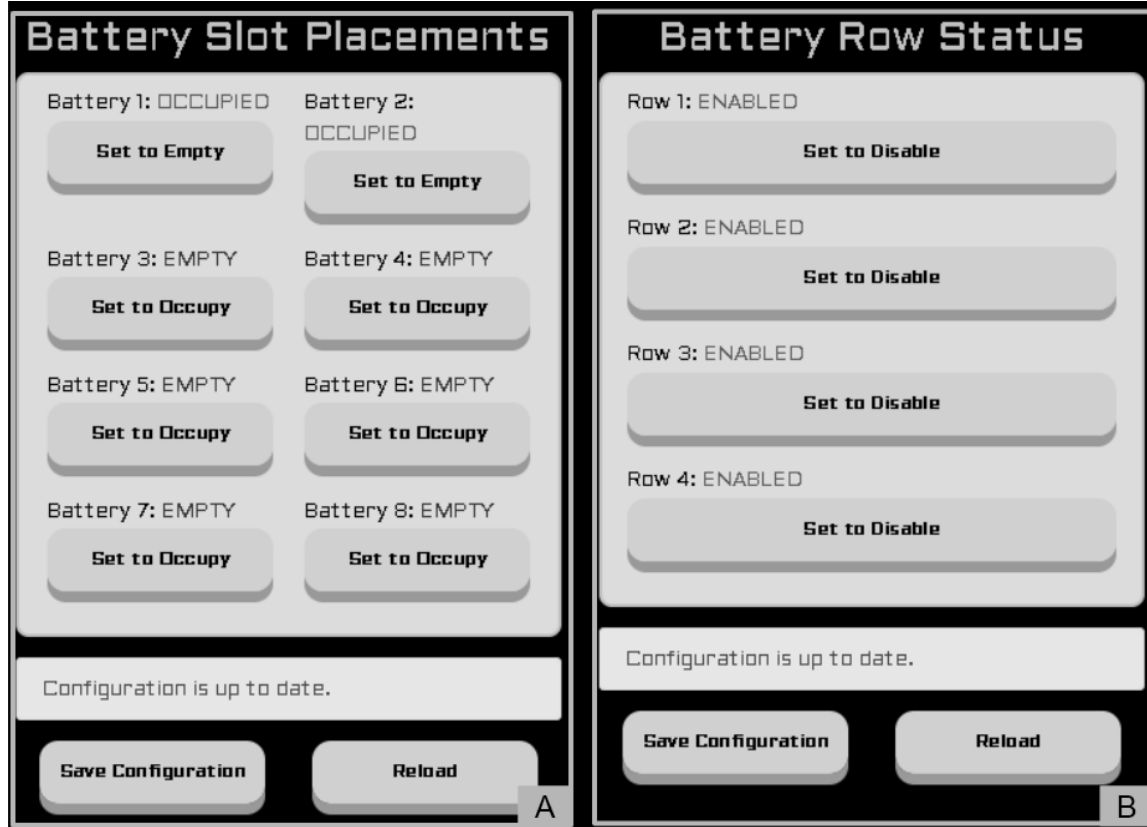 Battery Slot Placements
Battery 1: OCCUPIED
Set to Empty
Battery 2:
OCCUPIED
Set to Empty
Battery 3: EMPTY
Set to Occupy
Battery 4: EMPTY
Set to Occupy
Battery 5: EMPTY
Set to Occupy
Battery 6: EMPTY
Set to Occupy
Battery 7: EMPTY
Set to Occupy
Battery 8: EMPTY
Set to Occupy
Configuration is up to date.
Save Configuration
Reload
A
Battery Row Status
Row 1: ENABLED
Set to Disable
Row 2: ENABLED
Set to Disable
Row 3: ENABLED
Set to Disable
Row 4: ENABLED
Set to Disable
Configuration is up to date.
Save Configuration
Reload
B